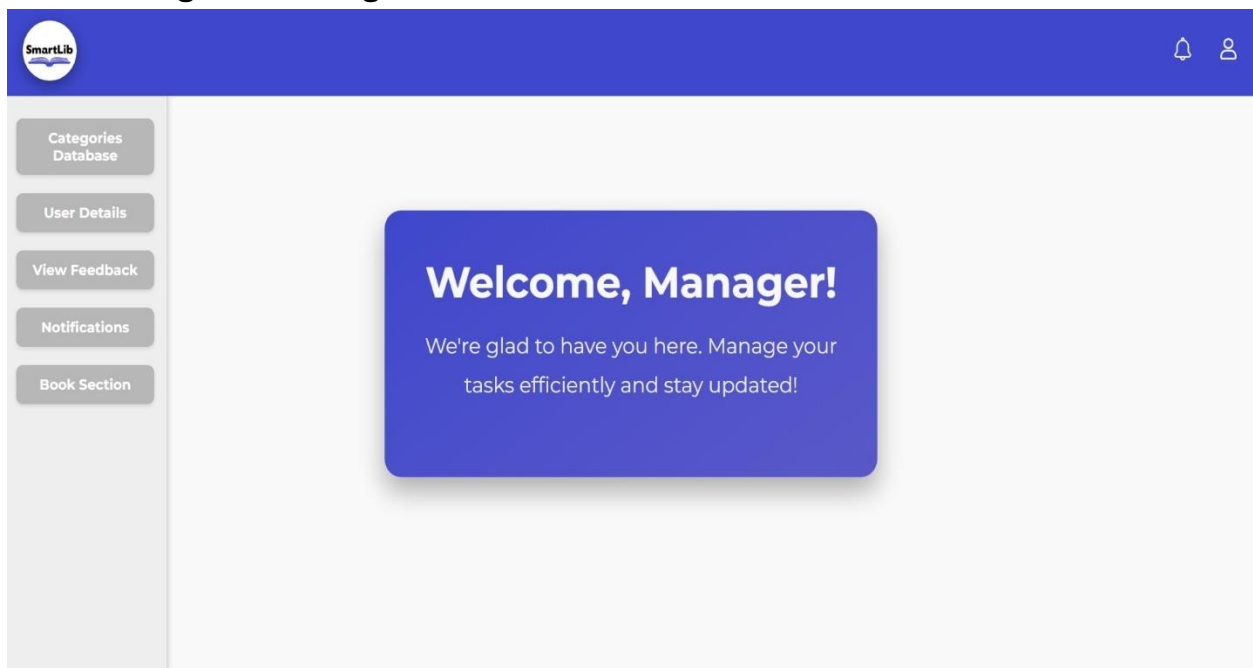 SmartLib
Categories
Database
User Details
View Feedback
Notifications
Book Section
Welcome, Manager!
We're glad to have you here. Manage your
tasks efficiently and stay updated!